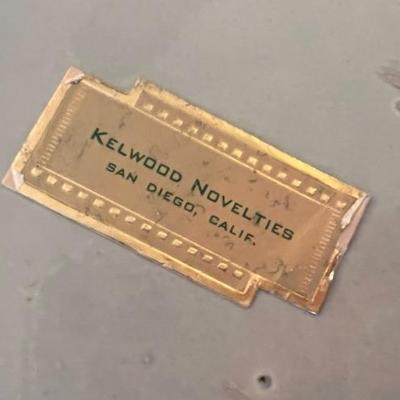 Kelwood Novelties
San Diego, Calif.